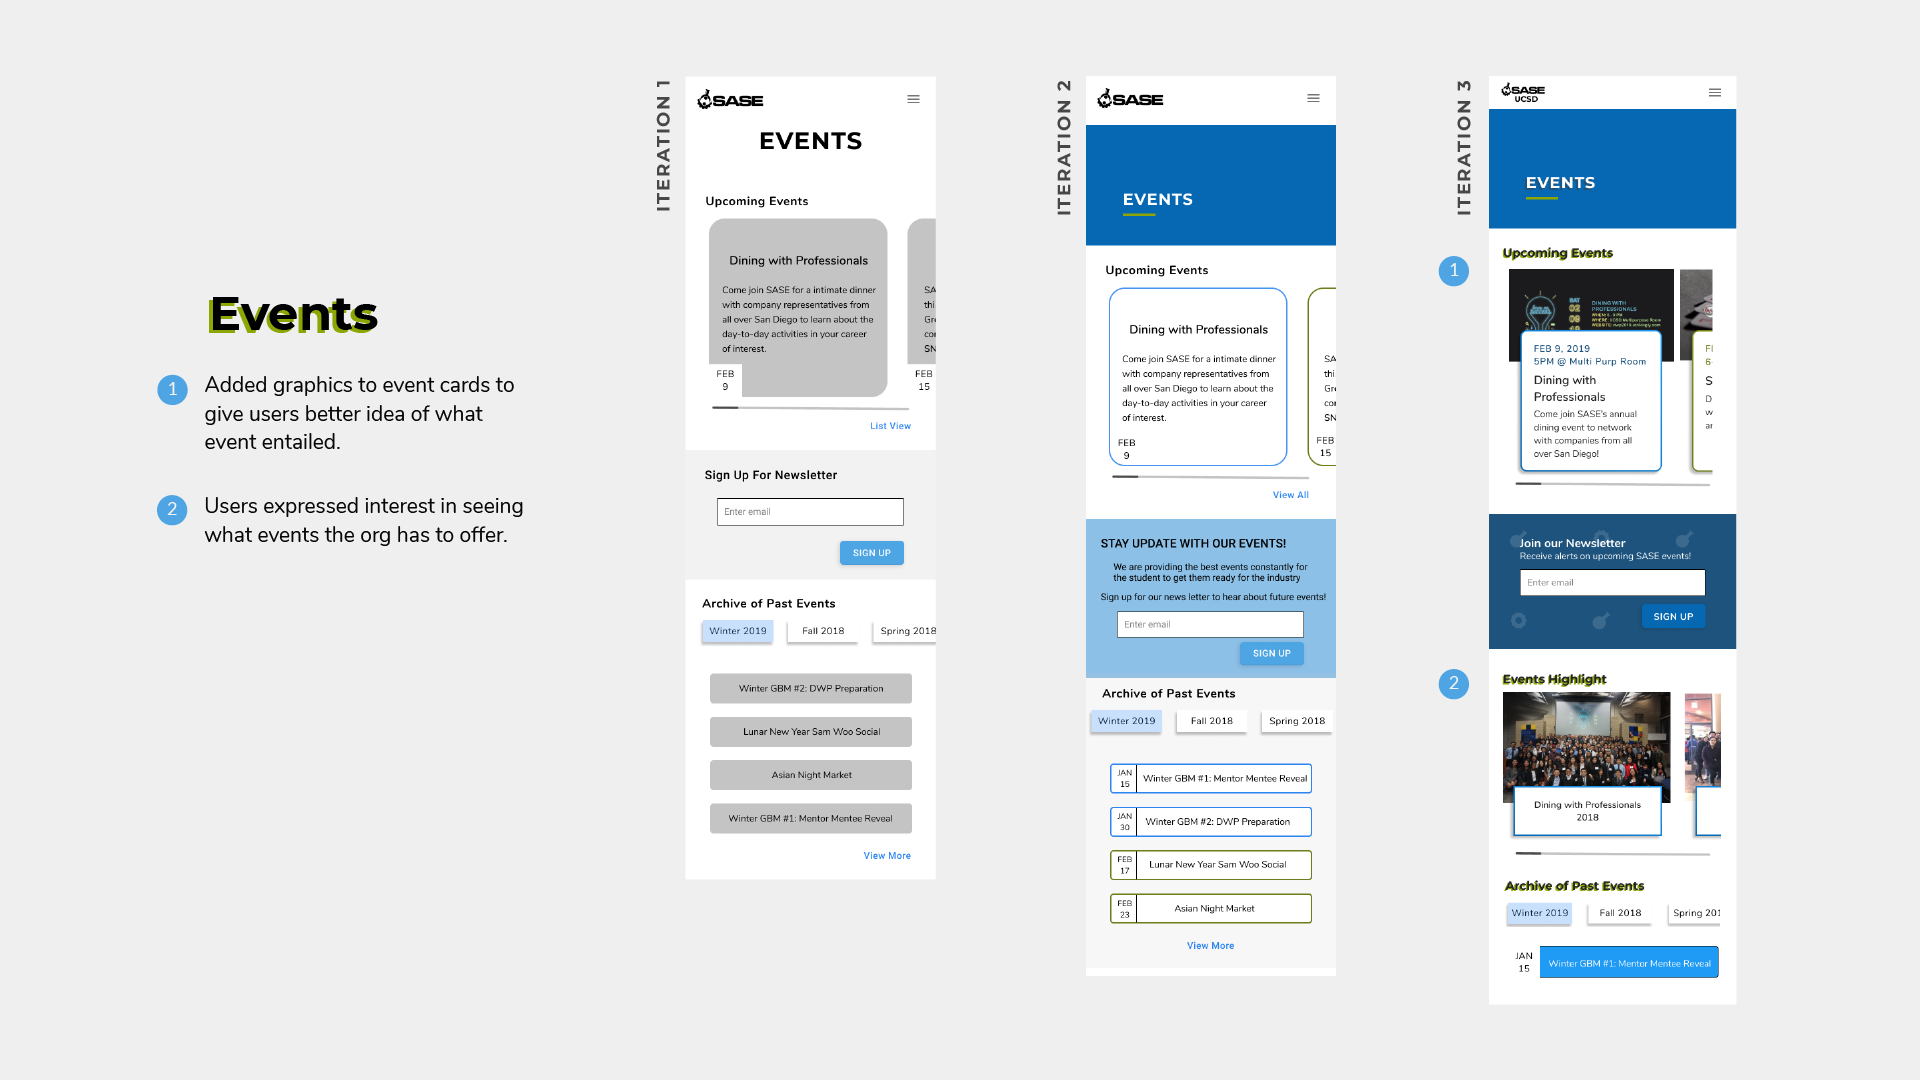 Events
1
Added graphics to event cards to
give users better idea of what
event entailed.
2
Users expressed interest in seeing
what events the org has to offer.
ITERATION 1
SASE
EVENTS
Upcoming Events
Dining with Professionals
Come join SASE for a intimate dinner
with company representatives from
all over San Diego to learn about the
day-to-day activities in your career
of interest.
FEB
9
SA
thi
Gre
cor
SN
FEB
15
List View
Sign Up For Newsletter
Enter email
SIGN UP
Archive of Past Events
Winter 2019
Fall 2018
Spring 2018
Winter GBM #2: DWP Preparation
Lunar New Year Sam Woo Social
Asian Night Market
Winter GBM #1: Mentor Mentee Reveal
View More
ITERATION 2
SASE
EVENTS
Upcoming Events
Dining with Professionals
Come join SASE for a intimate dinner
with company representatives from
all over San Diego to learn about the
day-to-day activities in your career
of interest.
FEB
9
SA
thi
Gre
cor
SN
FEB
15
View All
STAY UPDATE WITH OUR EVENTS!
We are providing the best events constantly for
the student to get them ready for the industry
Sign up for our news letter to hear about future events!
Enter email
SIGN UP
Archive of Past Events
Winter 2019
Fall 2018
Spring 2018
JAN
15
Winter GBM #1: Mentor Mentee Reveal
JAN
30
Winter GBM #2: DWP Preparation
FEB
17
Lunar New Year Sam Woo Social
FEB
23
Asian Night Market
View More
ITERATION 3
SASE
UCSD
EVENTS
1
Upcoming Events
SAT
02
09
DINING WITH
PROFESSIONALS
FEB 9, 2019
5PM @ Multi Purp Room
Dining with
Professionals
Come join SASE's annual
dining event to network
with companies from all
over San Diego!
6
S
D
w
ar
Join our Newsletter
Receive alerts on upcoming SASE events!
Enter email
SIGN UP
2
Events Highlight
Dining with Professionals
2018
Archive of Past Events
Winter 2019
Fall 2018
Spring 201
JAN
15
Winter GBM #1: Mentor Mentee Reveal